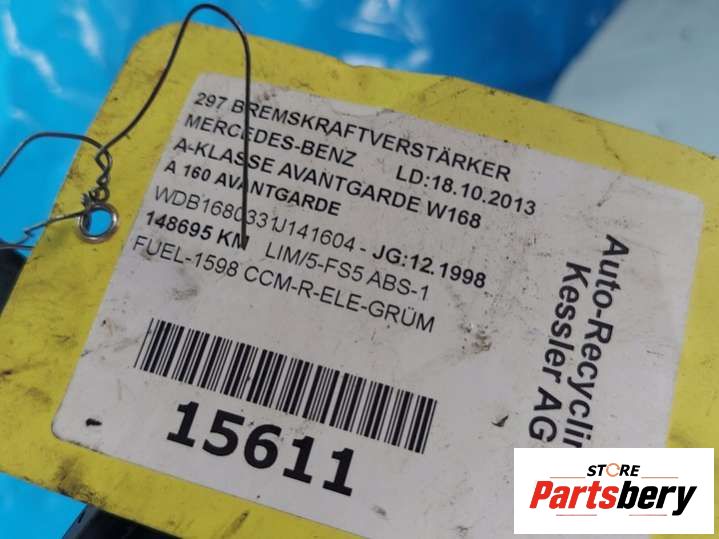 297 BREMSKRAFTVERSTÄRKER
MERCEDES-BENZ LD:18.10.2013
A-KLASSE AVANTGARDE W168
A 160 AVANTGARDE
WDB1680331J141604 - JG:12.1998
148695 KM LIM/5-FS5 ABS-1
FUEL-1598 CCM-R-ELE-GRÜM
15611
Auto-Recyclin
Kessler AG
STORE
Partsbery